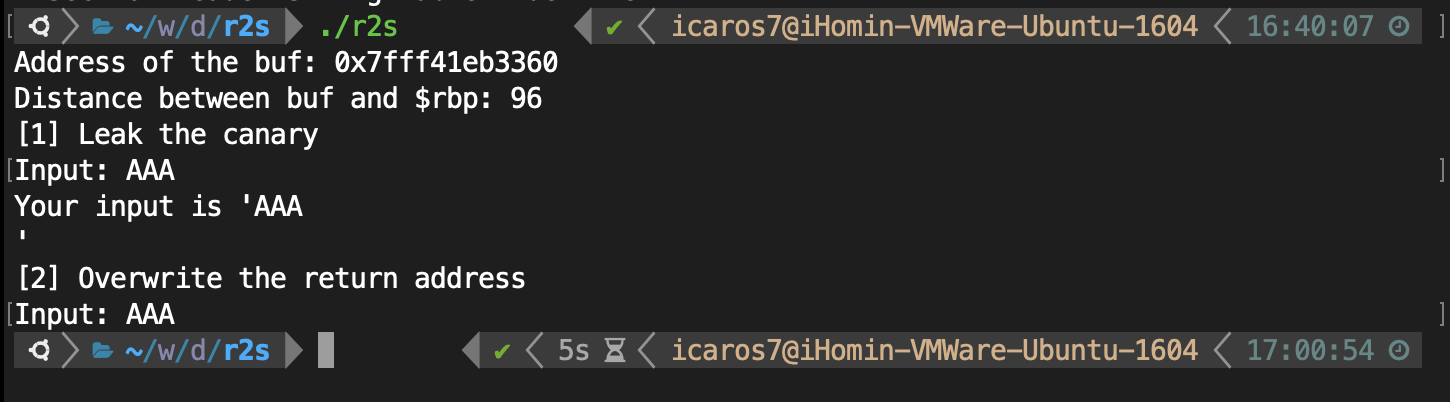 ~/w/d/r2s ./r2s ✔ icaros7@iHomin-VMWare-Ubuntu-1604 16:40:07
Address of the buf: 0x7fff41eb3360
Distance between buf and $rbp: 96
[1] Leak the canary
[Input: AAA ]
Your input is 'AAA
'
[2] Overwrite the return address
[Input: AAA ]
~/w/d/r2s ✔ 5s icaros7@iHomin-VMWare-Ubuntu-1604 17:00:54